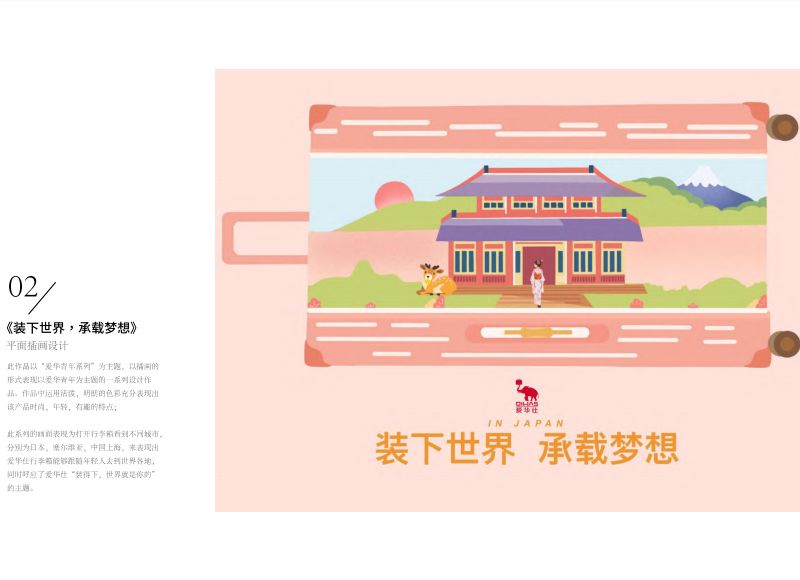 02
《装下世界，承载梦想》
平面插画设计
此作品以“爱华青年系列”为主题，以插画的
形式表现以爱华青年为主题的一系列设计作
品。作品中运用活泼，明朗的色彩充分表现出
该产品时尚，年轻，有趣的特点；
此系列的画面表现为打开行李箱看到不同城市，
分别为日本，塞尔维亚，中国上海，来表现出
爱华仕行李箱能够跟随年轻人去到世界各地，
同时呼应了爱华仕“装得下，世界就是你的”
的主题。
OIWAS
爱华仕
IN JAPAN
装下世界 承载梦想